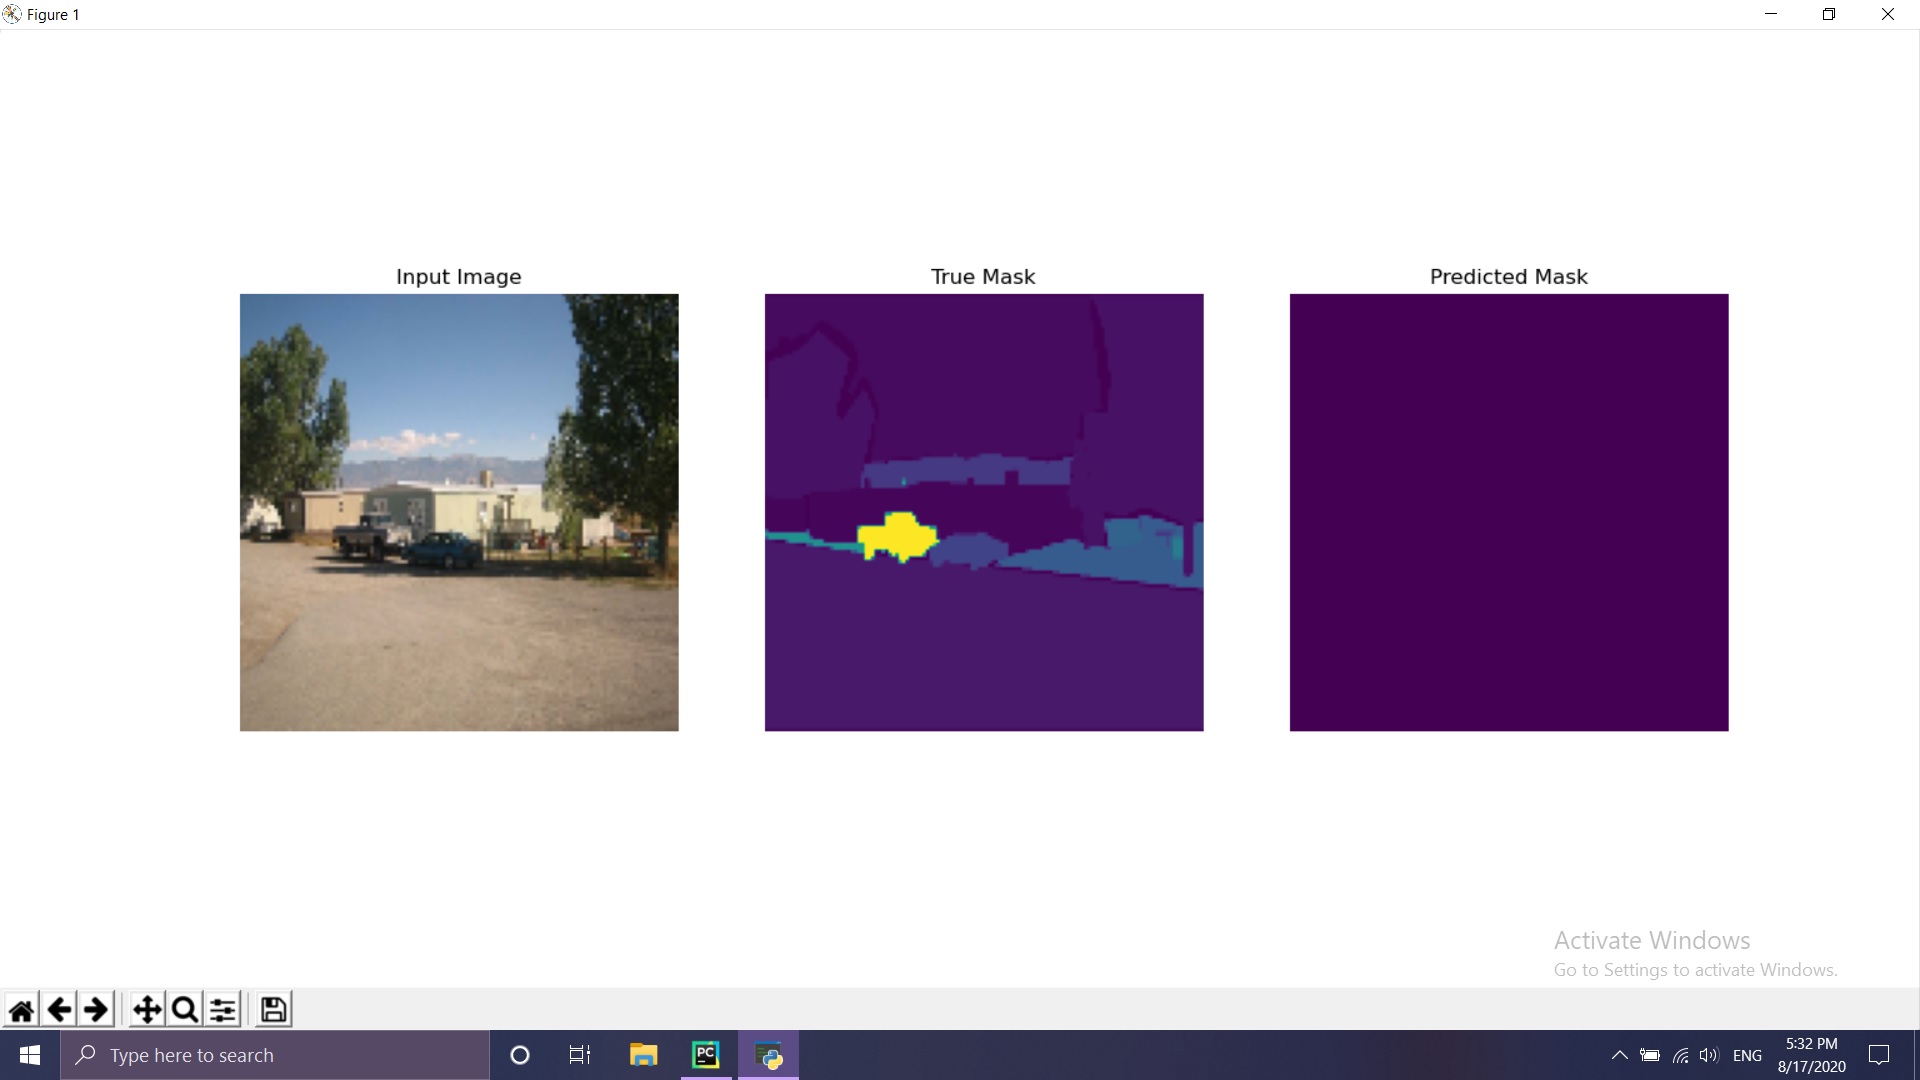 Figure 1
Input Image
True Mask
Predicted Mask
Activate Windows
Go to Settings to activate Windows.
PC
Type here to search
ENG
5:32 PM
8/17/2020